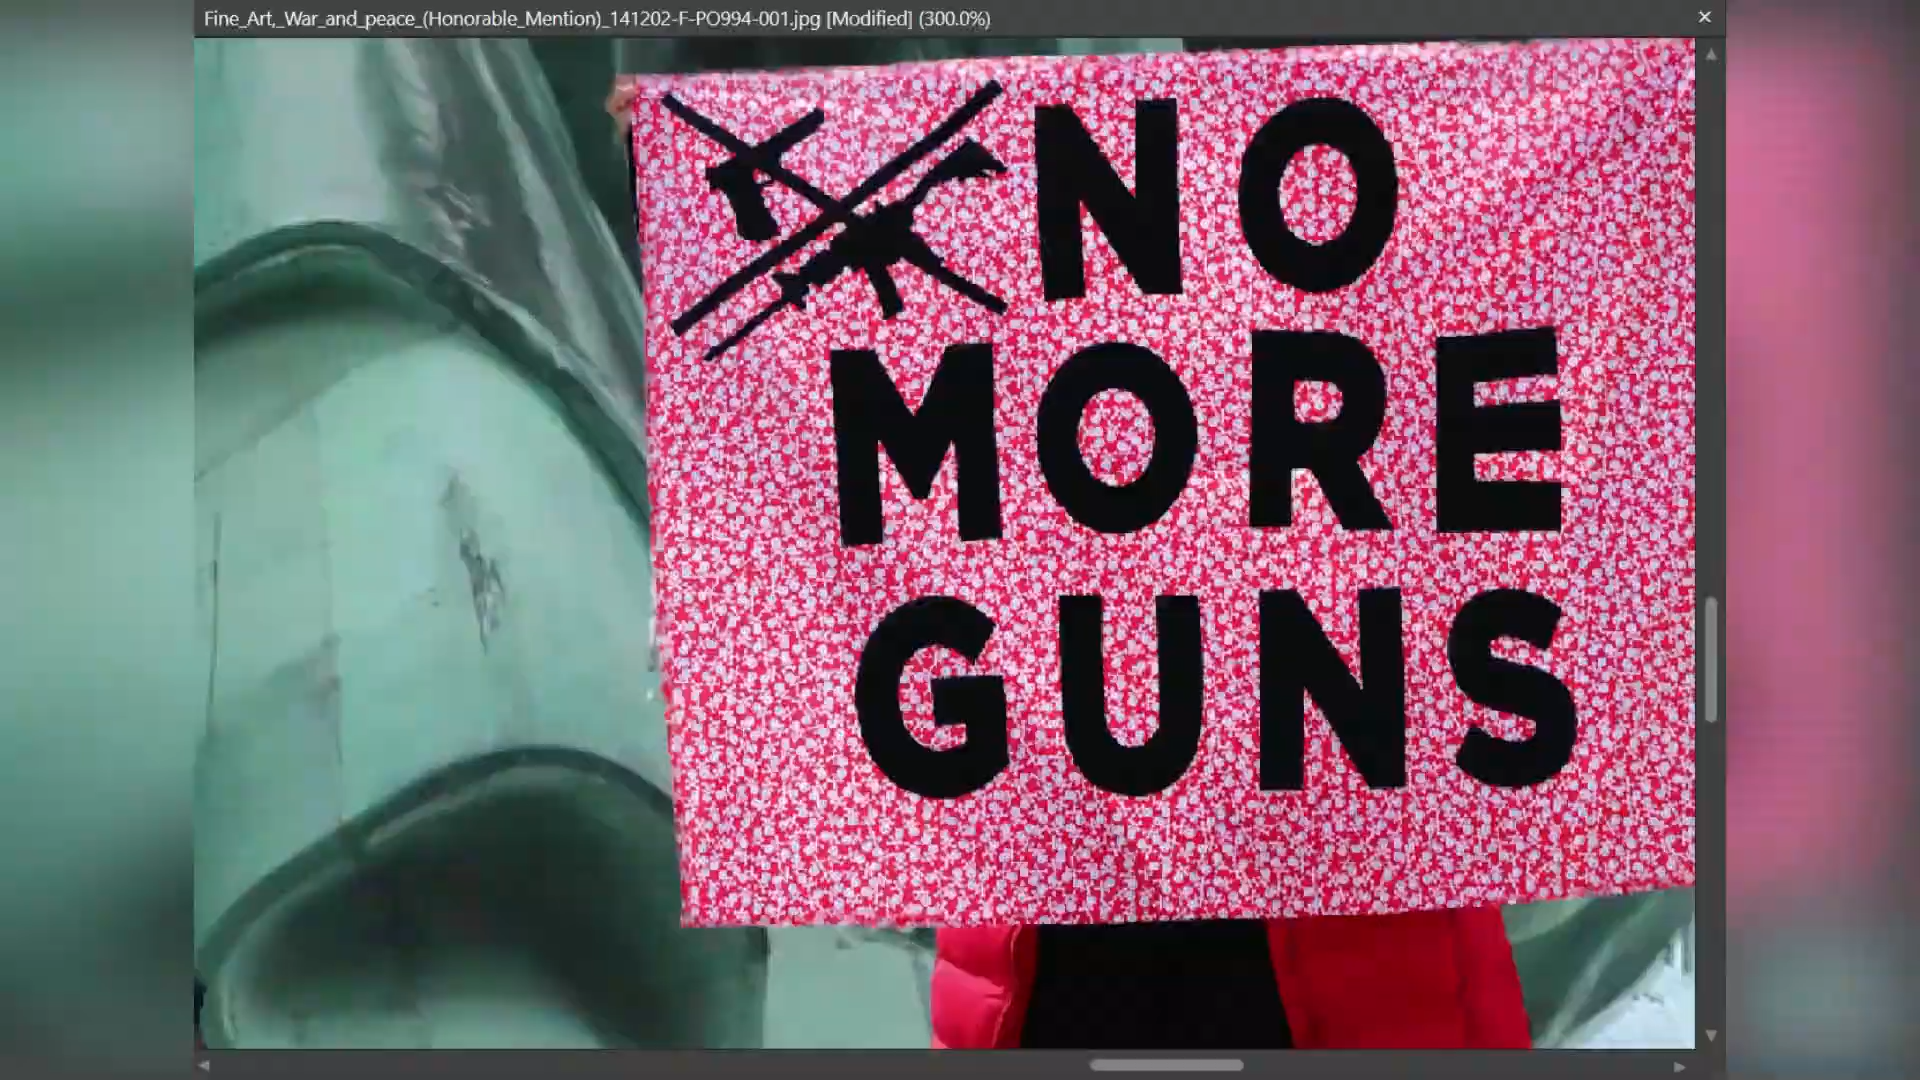 Fine_Art,_War_and_peace_(Honorable_Mention)_141202-F-PO994-001.jpg [Modified] (300.0%)
NO
MORE
GUNS